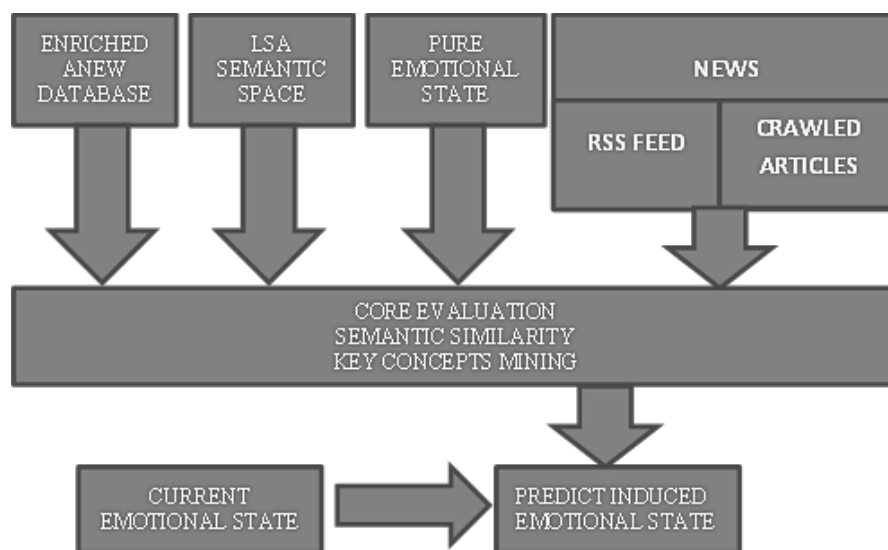 ENRICHED
ANEW
DATABASE
LSA
SEMANTIC
SPACE
PURE
EMOTIONAL
STATE
NEWS
RSS FEED
CRAWLED
ARTICLES
CORE EVALUATION
SEMANTIC SIMILARITY
KEY CONCEPTS MINING
CURRENT
EMOTIONAL STATE
PREDICT INDUCED
EMOTIONAL STATE